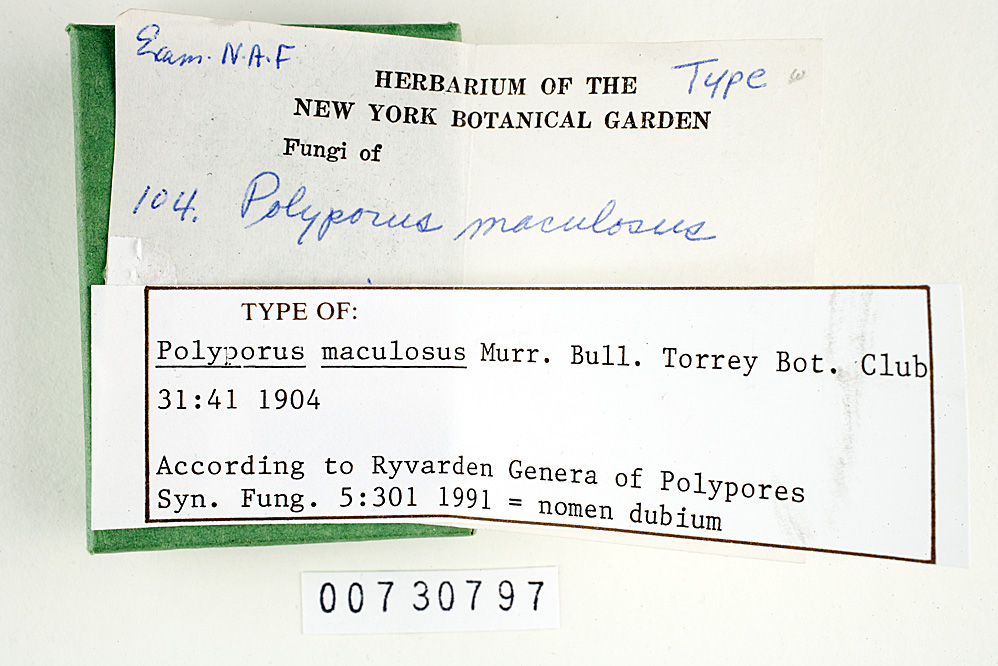 Exam. N.A.F
Type
HERBARIUM OF THE
NEW YORK BOTANICAL GARDEN
Fungi of
104. Polyporus maculosus
TYPE OF:
Polyporus maculosus Murr. Bull. Torrey Bot. Club
31:41 1904
According to Ryvarden Genera of Polypores
Syn. Fung. 5:301 1991 = nomen dubium
00730797